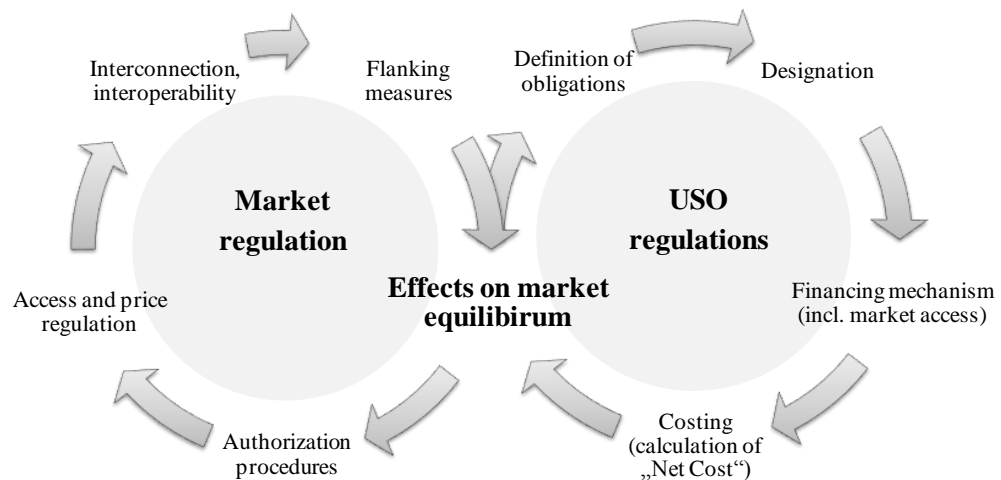 Interconnection,
interoperability
Flanking
measures
Definition of
obligations
Designation
Market
regulation
USO
regulations
Effects on market
equilibirum
Access and price
regulation
Financing mechanism
(incl. market access)
Authorization
procedures
Costing
(calculation of
„Net Cost“)